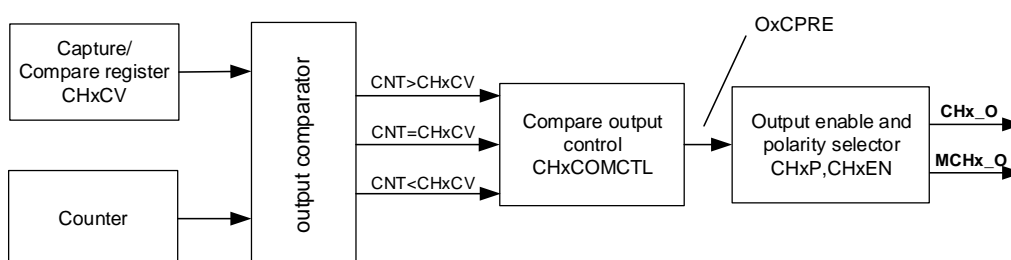 OxCPRE
Capture/
Compare register
CHxCV
output comparator
CNT>CHxCV
CNT=CHxCV
CNT<CHxCV
Compare output
control
CHxCOMCTL
Output enable and
polarity selector
CHxP,CHxEN
CHx_O
MCHx_O
Counter